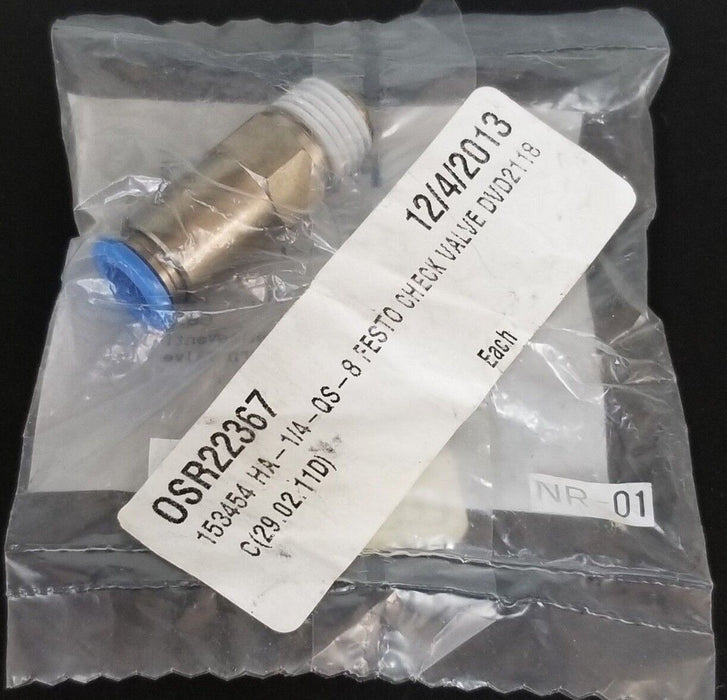 12/4/2013
OSR22367
153454 HA-1/4-QS-8 FESTO CHECK VALVE DVD2118
C(29.02.11D)
Each
NR-01